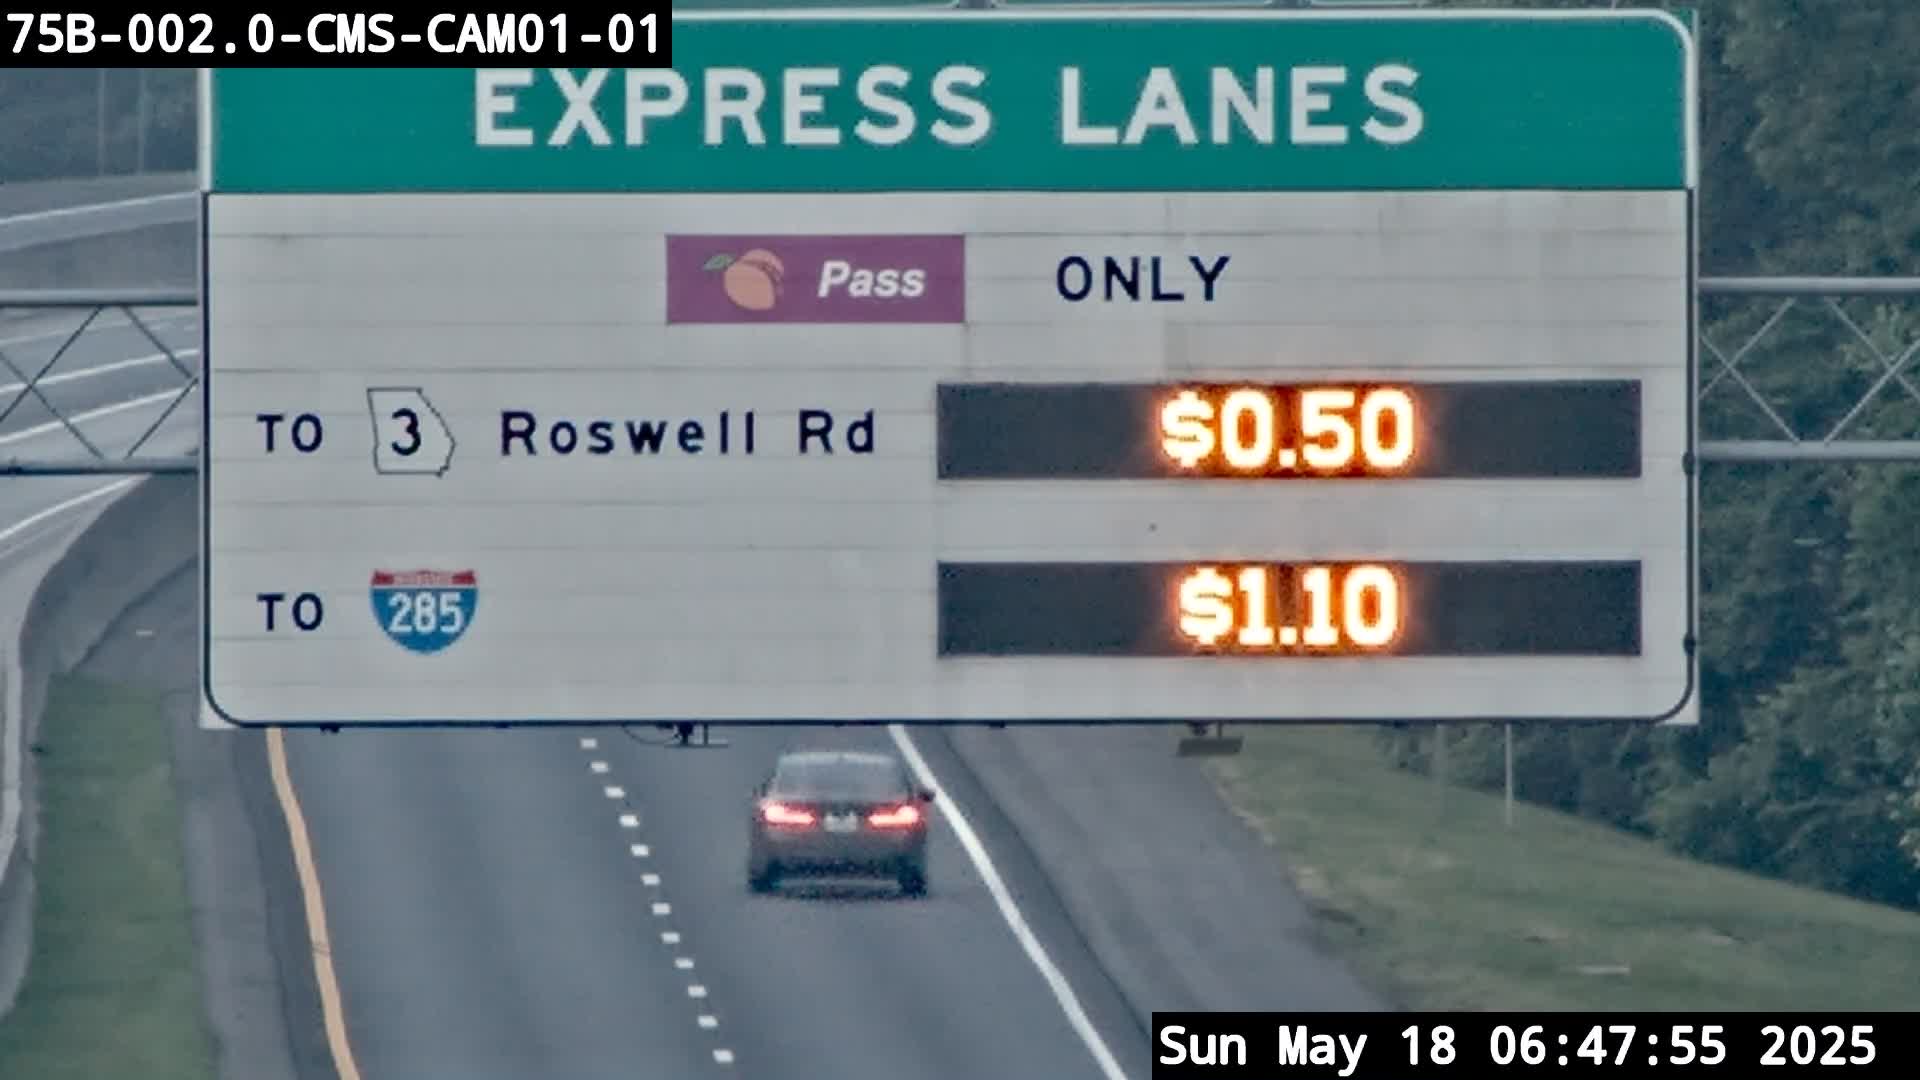 75B-002.0-CMS-CAM01-01
EXPRESS LANES
Pass ONLY
TO 3 Roswell Rd $0.50
TO 285 $1.10
Sun May 18 06:47:55 2025